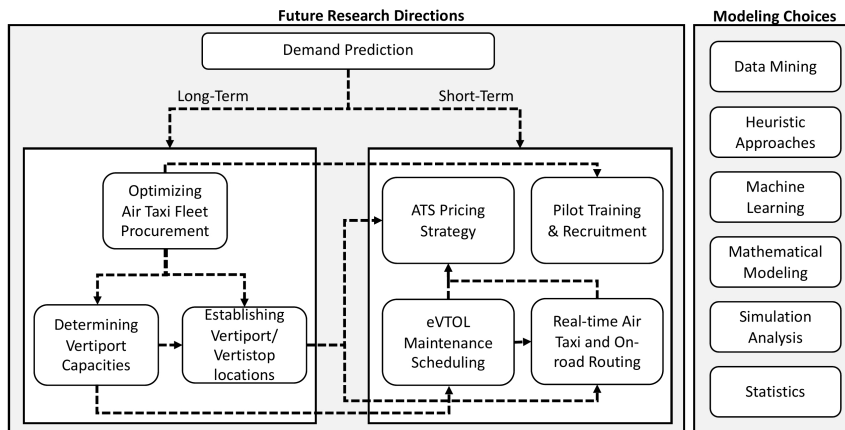 Future Research Directions
Demand Prediction
Long-Term
Short-Term
Optimizing
Air Taxi Fleet
Procurement
Determining
Vertiport
Capacities
Establishing
Vertiport/
Vertistop
locations
ATS Pricing
Strategy
Pilot Training
& Recruitment
eVTOL
Maintenance
Scheduling
Real-time Air
Taxi and On-
road Routing
Modeling Choices
Data Mining
Heuristic
Approaches
Machine
Learning
Mathematical
Modeling
Simulation
Analysis
Statistics